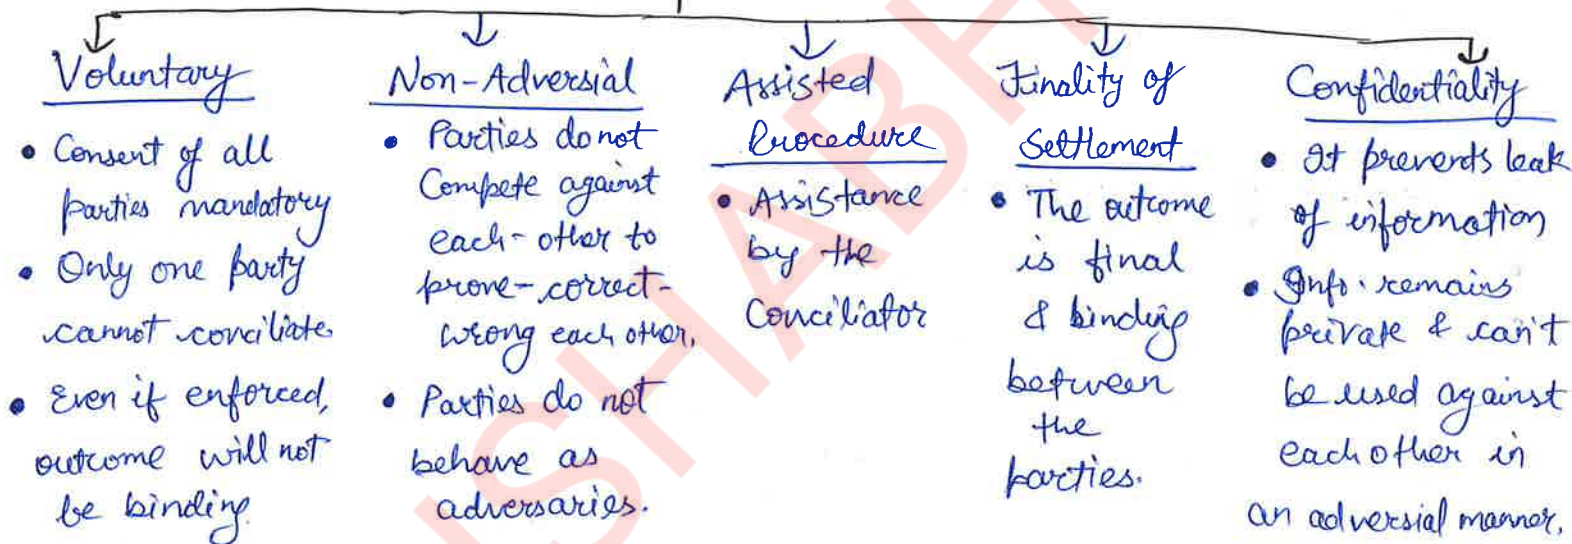 Voluntary
• Consent of all
parties mandatory
• Only one party
cannot conciliate
• Even if enforced,
outcome will not
be binding.
Non-Adversial
• Parties do not
Compete against
each-other to
prove-correct-
wrong each other.
• Parties do not
behave as
adversaries.
Assisted
Procedure
• Assistance
by the
Conciliator
Finality of
Settlement
• The outcome
is final
& binding
between
the
parties.
Confidentiality
• It prevents leak
of information
• Info. remains
private & can't
be used against
each other in
an adversial manner.
ISHABH